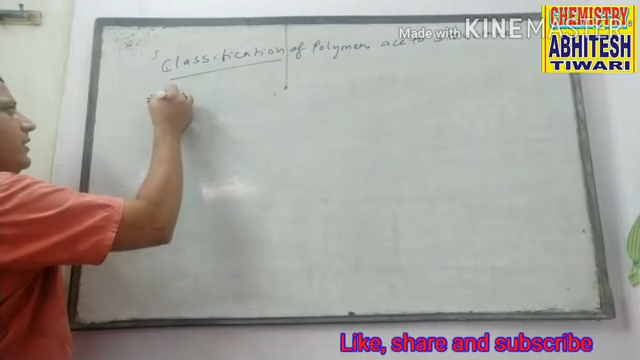 Classification of Polymers acc to
Made with KINEMASTER
CHEMISTRY
ABHITESH
TIWARI
Like, share and subscribe